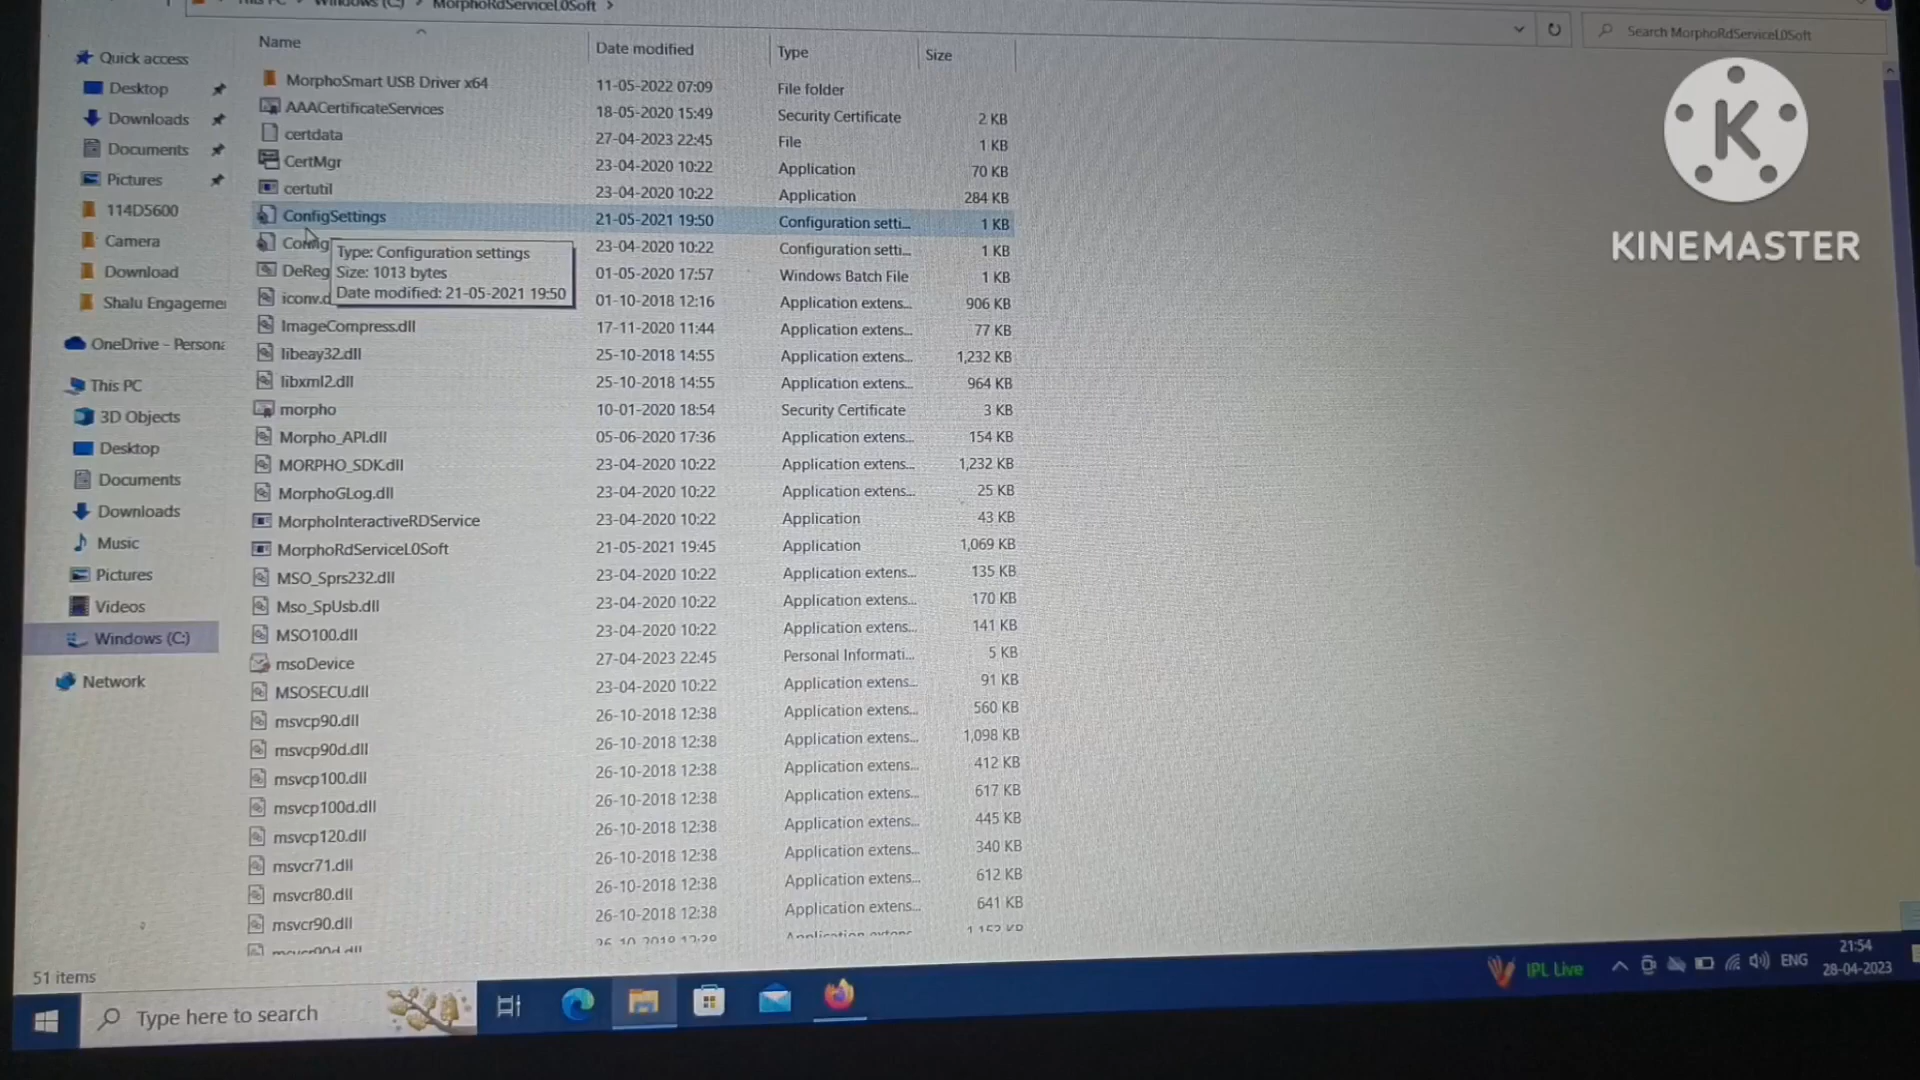 This PC > Windows (C:) > MorphoRdServiceL0Soft >
Search MorphoRdServiceL0Soft
Name Date modified Type Size
Quick access
Desktop
Downloads
Documents
Pictures
114D5600
Camera
Download
Shalu Engagemer
OneDrive - Persona
This PC
3D Objects
Desktop
Documents
Downloads
Music
Pictures
Videos
Windows (C:)
Network
MorphoSmart USB Driver x64 11-05-2022 07:09 File folder
AAACertificateServices 18-05-2020 15:49 Security Certificate 2 KB
certdata 27-04-2023 22:45 File 1 KB
CertMgr 23-04-2020 10:22 Application 70 KB
certutil 23-04-2020 10:22 Application 284 KB
ConfigSettings 21-05-2021 19:50 Configuration setti... 1 KB
Config 23-04-2020 10:22 Configuration setti... 1 KB
DeReg 01-05-2020 17:57 Windows Batch File 1 KB
iconv.d 01-10-2018 12:16 Application extens... 906 KB
Type: Configuration settings
Size: 1013 bytes
Date modified: 21-05-2021 19:50
ImageCompress.dll 17-11-2020 11:44 Application extens... 77 KB
libeay32.dll 25-10-2018 14:55 Application extens... 1,232 KB
libxml2.dll 25-10-2018 14:55 Application extens... 964 KB
morpho 10-01-2020 18:54 Security Certificate 3 KB
Morpho_API.dll 05-06-2020 17:36 Application extens... 154 KB
MORPHO_SDK.dll 23-04-2020 10:22 Application extens... 1,232 KB
MorphoGLog.dll 23-04-2020 10:22 Application extens... 25 KB
MorphoInteractiveRDService 23-04-2020 10:22 Application 43 KB
MorphoRdServiceL0Soft 21-05-2021 19:45 Application 1,069 KB
MSO_Sprs232.dll 23-04-2020 10:22 Application extens... 135 KB
Mso_SpUsb.dll 23-04-2020 10:22 Application extens... 170 KB
MSO100.dll 23-04-2020 10:22 Application extens... 141 KB
msoDevice 27-04-2023 22:45 Personal Informati... 5 KB
MSOSECU.dll 23-04-2020 10:22 Application extens... 91 KB
msvcp90.dll 26-10-2018 12:38 Application extens... 560 KB
msvcp90d.dll 26-10-2018 12:38 Application extens... 1,098 KB
msvcp100.dll 26-10-2018 12:38 Application extens... 412 KB
msvcp100d.dll 26-10-2018 12:38 Application extens... 617 KB
msvcp120.dll 26-10-2018 12:38 Application extens... 445 KB
msvcr71.dll 26-10-2018 12:38 Application extens... 340 KB
msvcr80.dll 26-10-2018 12:38 Application extens... 612 KB
msvcr90.dll 26-10-2018 12:38 Application extens... 641 KB
51 items
K
KINEMASTER
Type here to search
IPL Live
ENG
21:54
28-04-2023